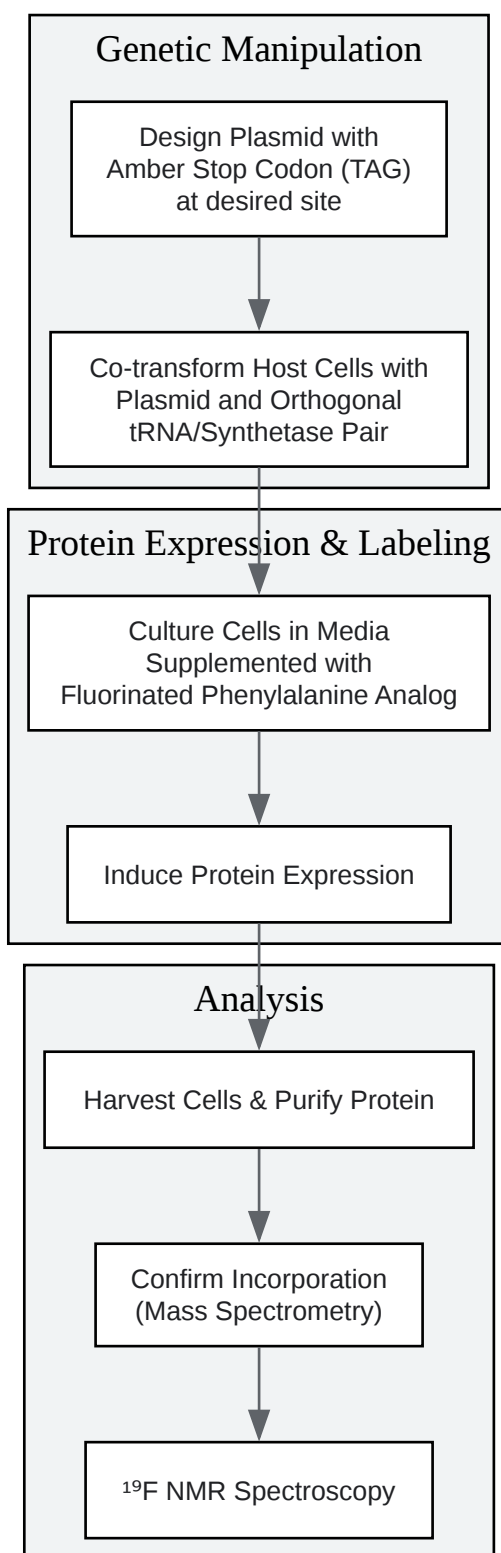 Genetic Manipulation
Design Plasmid with
Amber Stop Codon (TAG)
at desired site
Co-transform Host Cells with
Plasmid and Orthogonal
tRNA/Synthetase Pair
Protein Expression & Labeling
Culture Cells in Media
Supplemented with
Fluorinated Phenylalanine Analog
Induce Protein Expression
Analysis
Harvest Cells & Purify Protein
Confirm Incorporation
(Mass Spectrometry)
¹⁹F NMR Spectroscopy